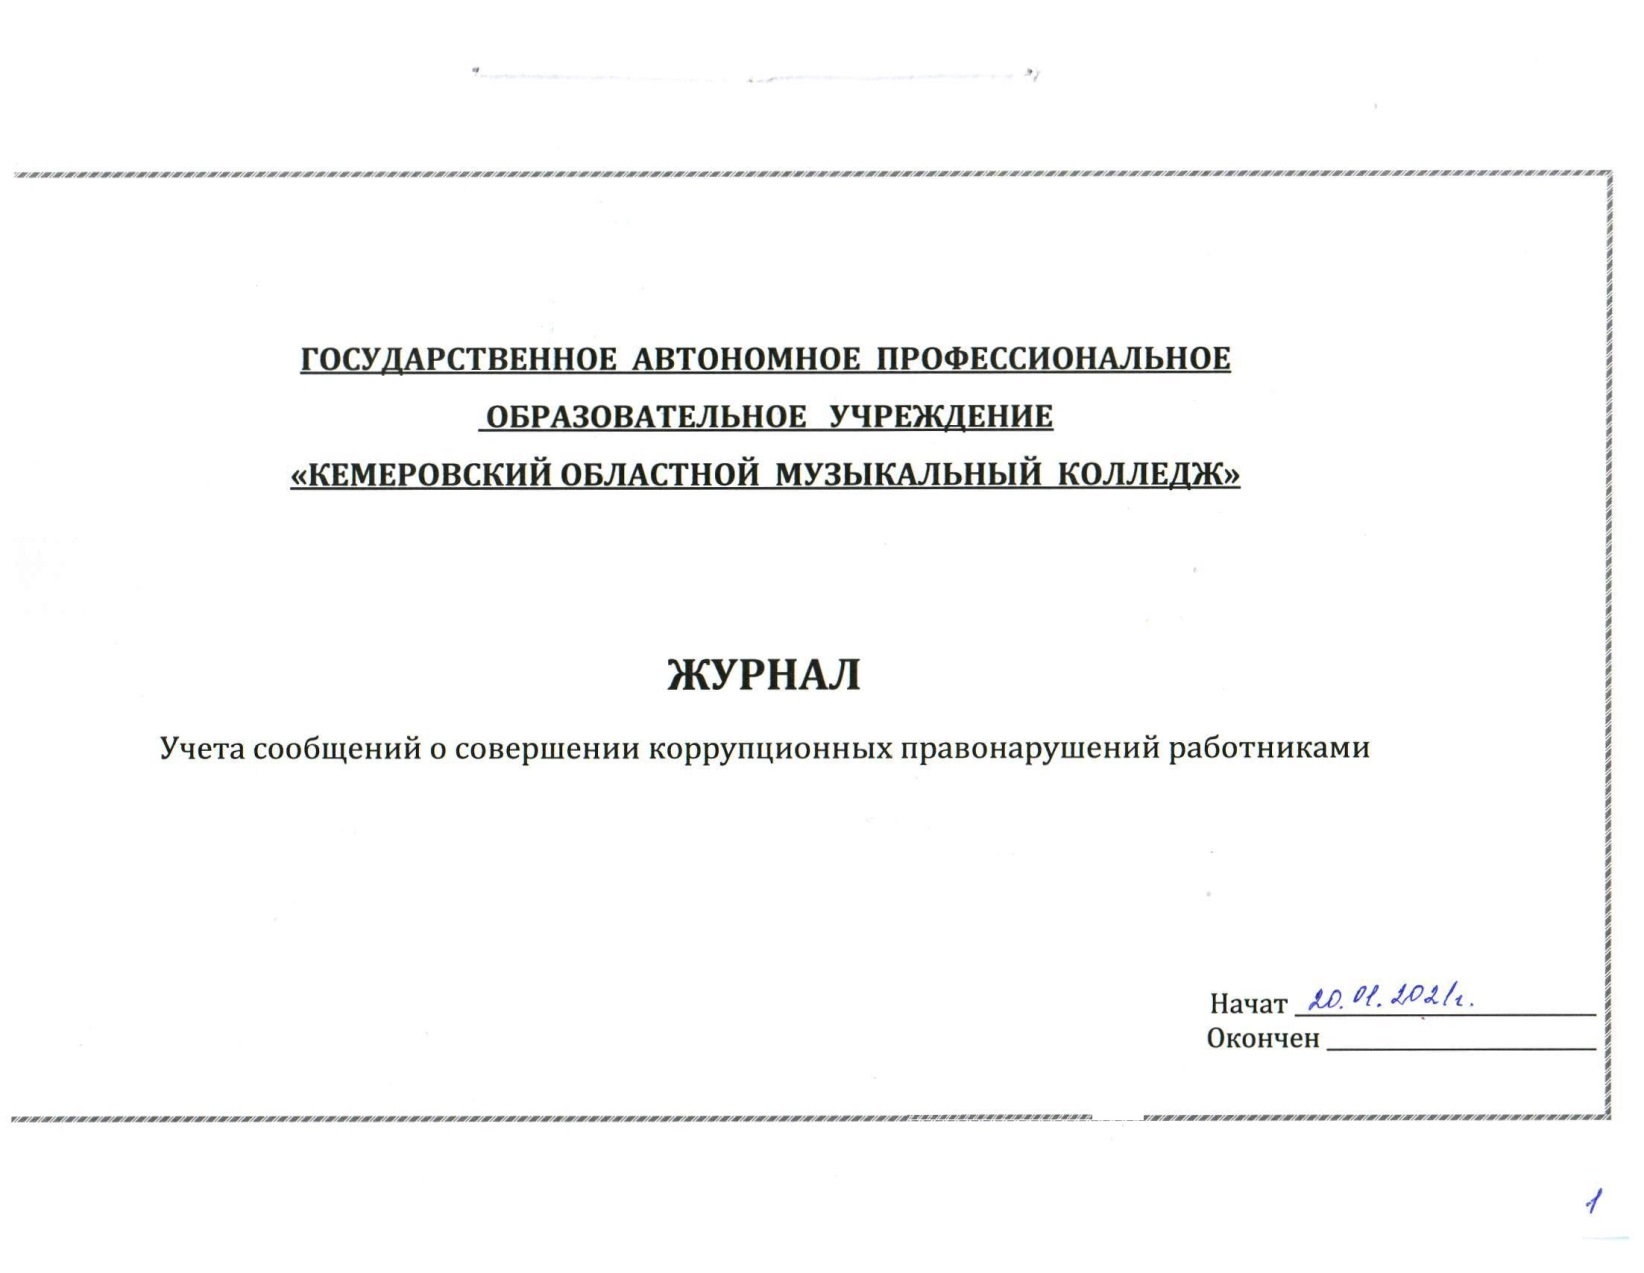 ГОСУДАРСТВЕННОЕ АВТОНОМНОЕ ПРОФЕССИОНАЛЬНОЕ
ОБРАЗОВАТЕЛЬНОЕ УЧРЕЖДЕНИЕ
«КЕМЕРОВСКИЙ ОБЛАСТНОЙ МУЗЫКАЛЬНЫЙ КОЛЛЕДЖ»
ЖУРНАЛ
Учета сообщений о совершении коррупционных правонарушений работниками
Начат 20.01.2021г.
Окончен
1